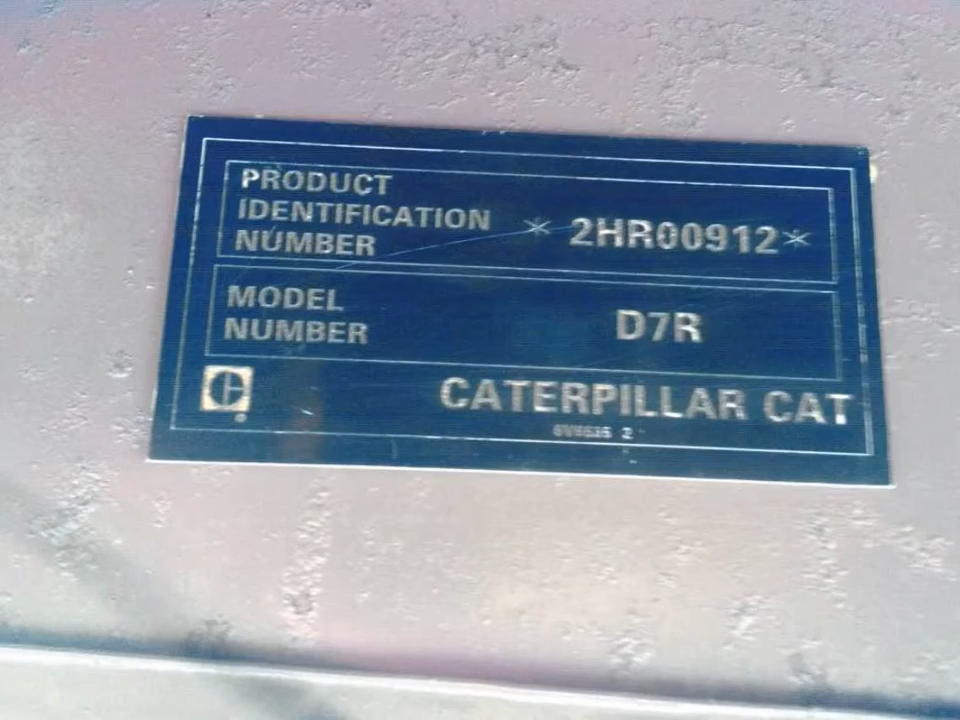 PRODUCT
IDENTIFICATION
NUMBER
* 2HR00912*
MODEL
NUMBER
D7R
CATERPILLAR CAT